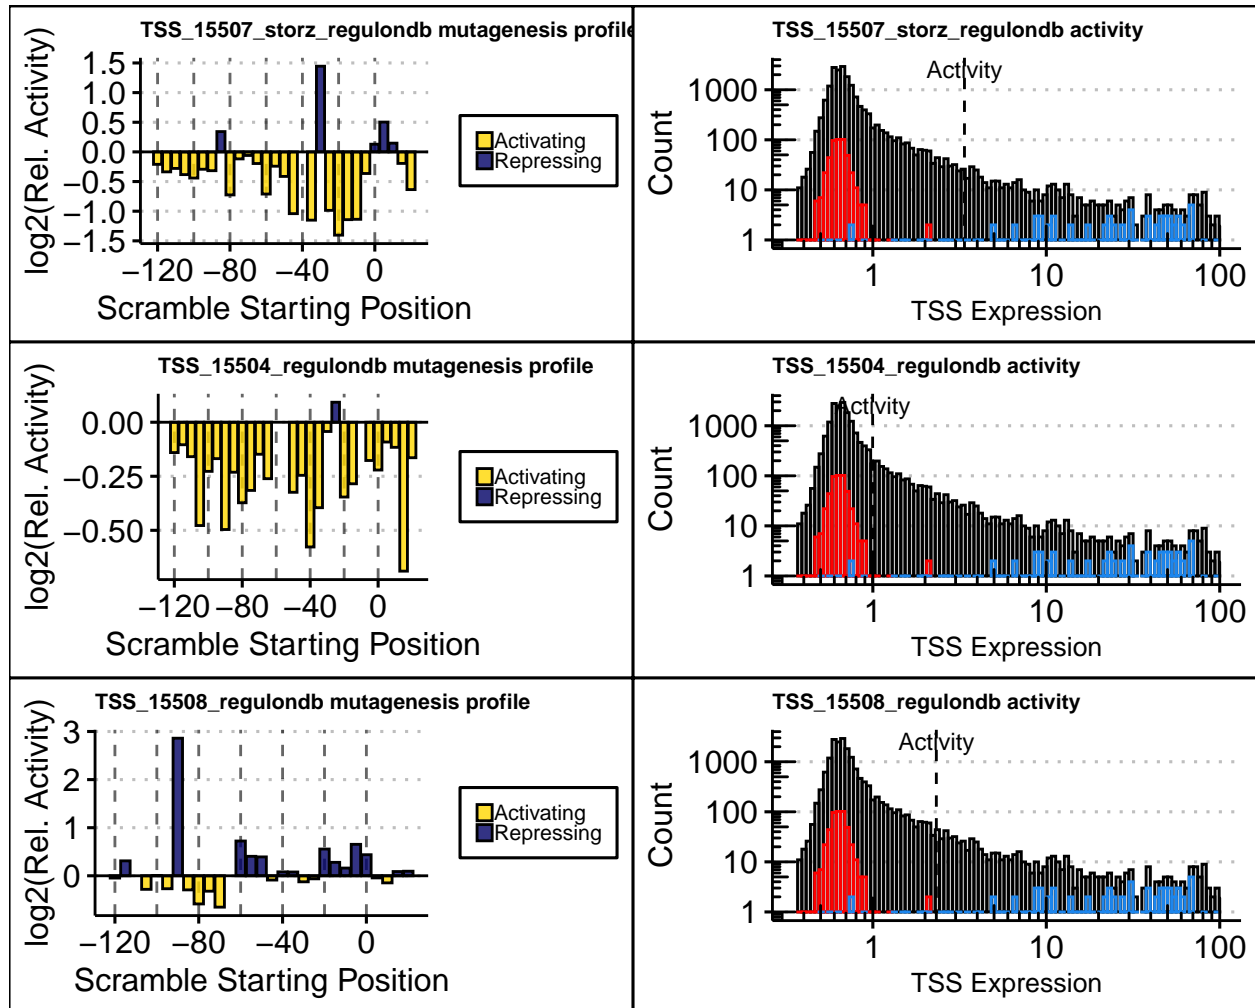 TSS_15507_storz_regulondb mutagenesis profile
log2(Rel. Activity)
1.5
1.0
0.5
0.0
−0.5
−1.0
−1.5
−120 −80 −40 0
Scramble Starting Position
Activating
Repressing
TSS_15507_storz_regulondb activity
Activity
Count
1000
100
10
1
1 10 100
TSS Expression
TSS_15504_regulondb mutagenesis profile
log2(Rel. Activity)
0.00
−0.25
−0.50
−120 −80 −40 0
Scramble Starting Position
Activating
Repressing
TSS_15504_regulondb activity
Activity
Count
1000
100
10
1
1 10 100
TSS Expression
TSS_15508_regulondb mutagenesis profile
log2(Rel. Activity)
3
2
1
0
−120 −80 −40 0
Scramble Starting Position
Activating
Repressing
TSS_15508_regulondb activity
Activity
Count
1000
100
10
1
1 10 100
TSS Expression